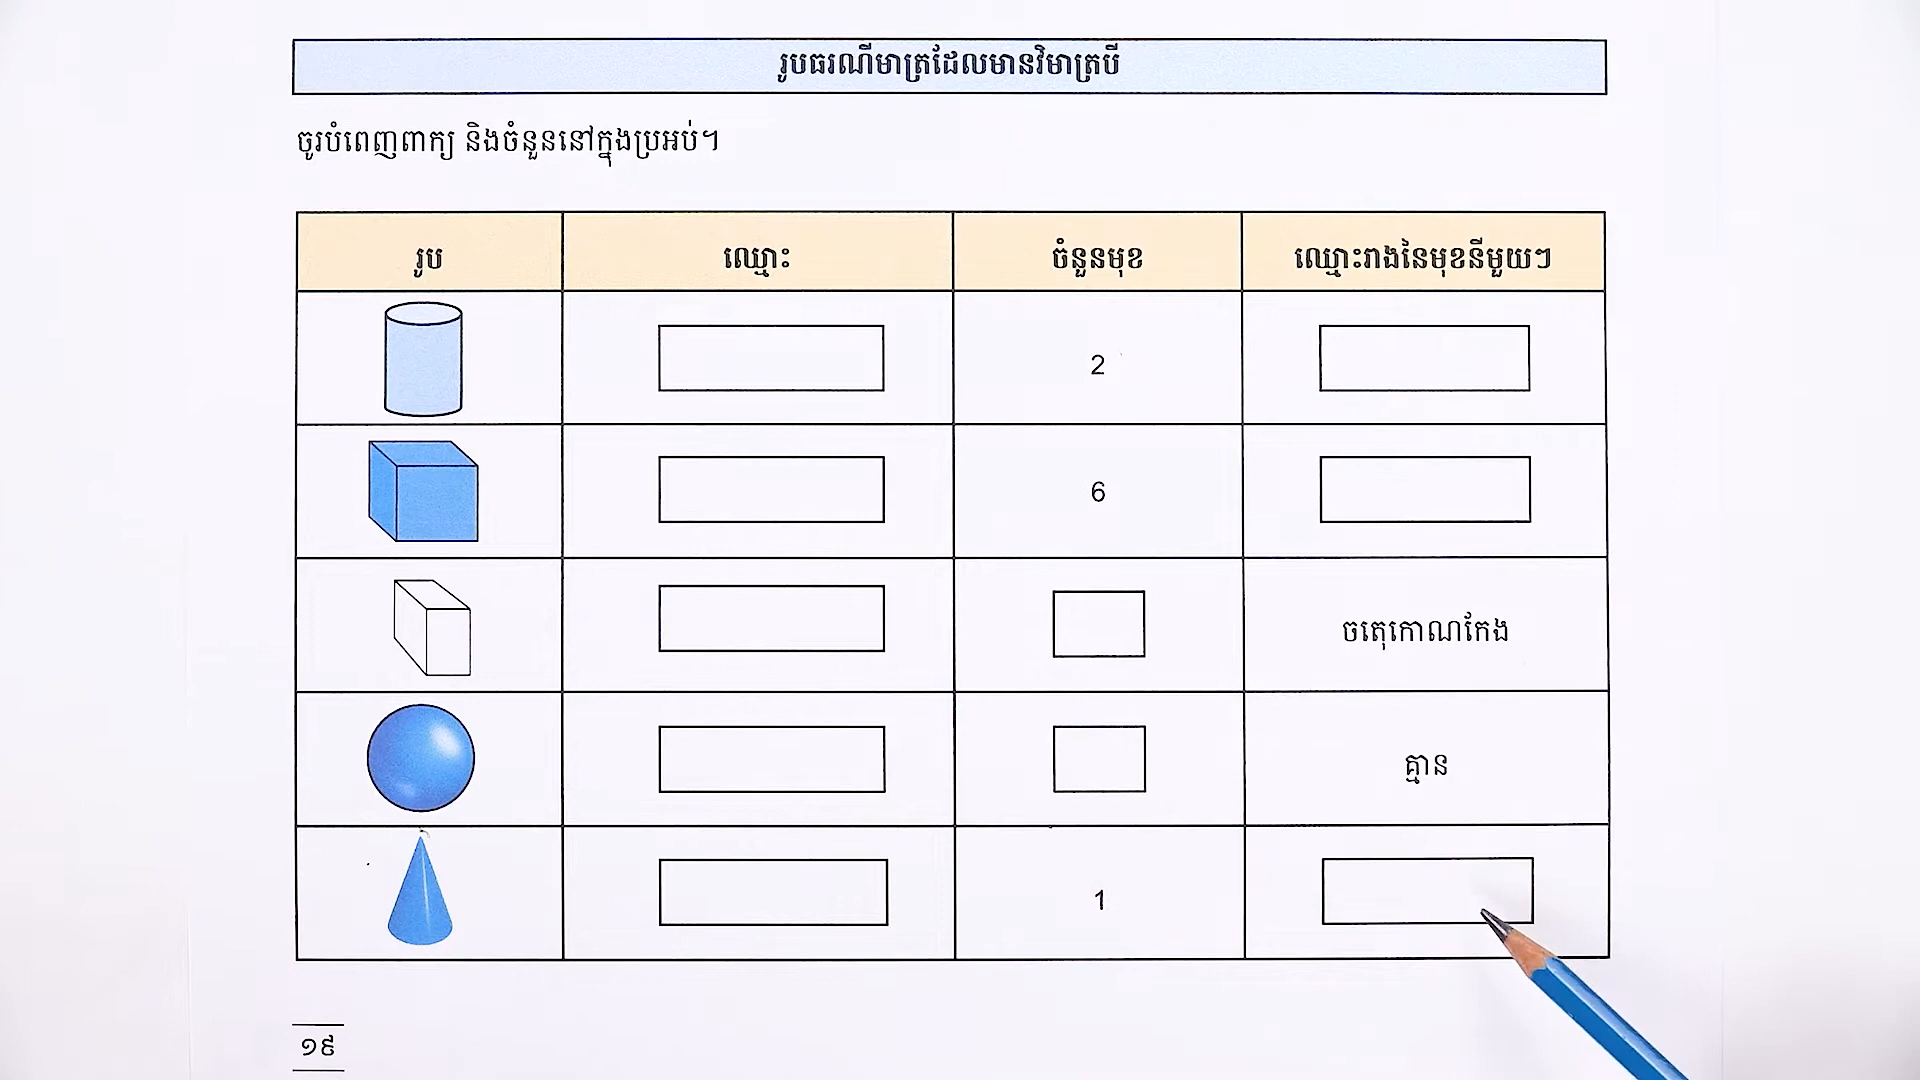 រូបធរណីមាត្រដែលមានវិមាត្របី
ចូរបំពេញពាក្យ និងចំនួននៅក្នុងប្រអប់។
រូប ឈ្មោះ ចំនួនមុខ ឈ្មោះរាងនៃមុខនីមួយៗ
2
6
ចតុកោណកែង
គ្មាន
1
១៩